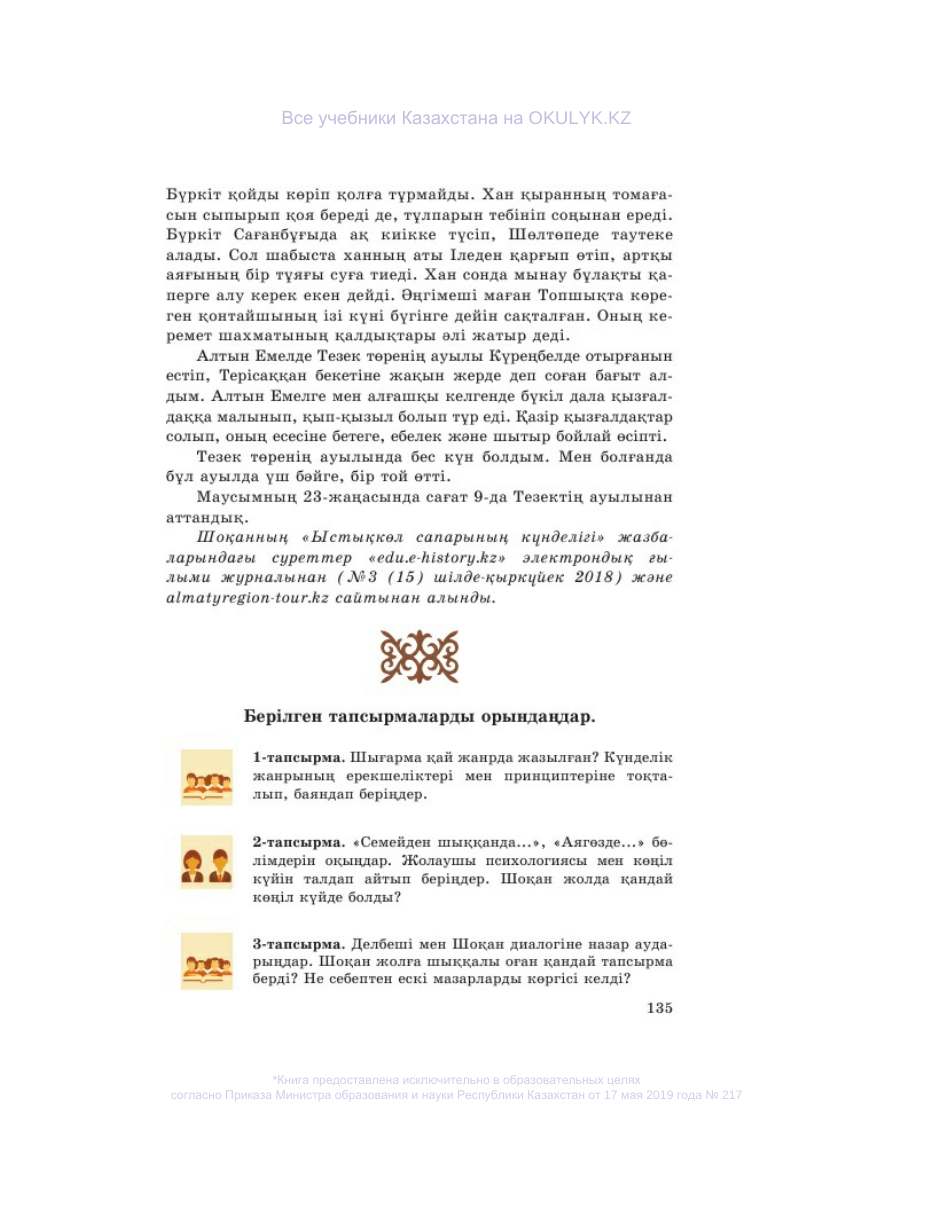 Все учебники Казахстана на OKULYK.KZ
Бүркіт қойды көріп қолға тұрмайды. Хан қыранның томаға-
сын сыпырып қоя береді де, тұлпарын тебініп соңынан ереді.
Бүркіт Сағанбұғыда ақ киікке түсіп, Шөлтөпеде таутеке
алады. Сол шабыста ханның аты Іледен қарғып өтіп, артқы
аяғының бір тұяғы суға тиеді. Хан сонда мынау бұлақты қа-
перге алу керек екен дейді. Әңгімеші маған Топшықта көре-
ген қонтайшының ізі күні бүгінге дейін сақталған. Оның ке-
ремет шахматының қалдықтары әлі жатыр деді.
Алтын Емелде Тезек төренің ауылы Күреңбелде отырғанын
естіп, Терісаққан бекетіне жақын жерде деп соған бағыт ал-
дым. Алтын Емелге мен алғашқы келгенде бүкіл дала қызғал-
даққа малынып, қып-қызыл болып тұр еді. Қазір қызғалдақтар
солып, оның есесіне бетеге, ебелек және шытыр бойлай өсіпті.
Тезек төренің ауылында бес күн болдым. Мен болғанда
бұл ауылда үш бәйге, бір той өтті.
Маусымның 23-жаңасында сағат 9-да Тезектің ауылынан
аттандық.
Шоқанның «Ыстықкөл сапарының күнделігі» жазба-
ларындағы суреттер «edu.e-history.kz» электрондық ғы-
лыми журналынан (№3 (15) шілде-қыркүйек 2018) және
almatyregion-tour.kz сайтынан алынды.
Берілген тапсырмаларды орындаңдар.
1-тапсырма. Шығарма қай жанрда жазылған? Күнделік
жанрының ерекшеліктері мен принциптеріне тоқта-
лып, баяндап беріңдер.
2-тапсырма. «Семейден шыққанда...», «Аягөзде...» бө-
лімдерін оқыңдар. Жолаушы психологиясы мен көңіл
күйін талдап айтып беріңдер. Шоқан жолда қандай
көңіл күйде болды?
3-тапсырма. Делбеші мен Шоқан диалогіне назар ауда-
рыңдар. Шоқан жолға шыққалы оған қандай тапсырма
берді? Не себептен ескі мазарларды көргісі келді?
135
*Книга предоставлена исключительно в образовательных целях
согласно Приказа Министра образования и науки Республики Казахстан от 17 мая 2019 года № 217